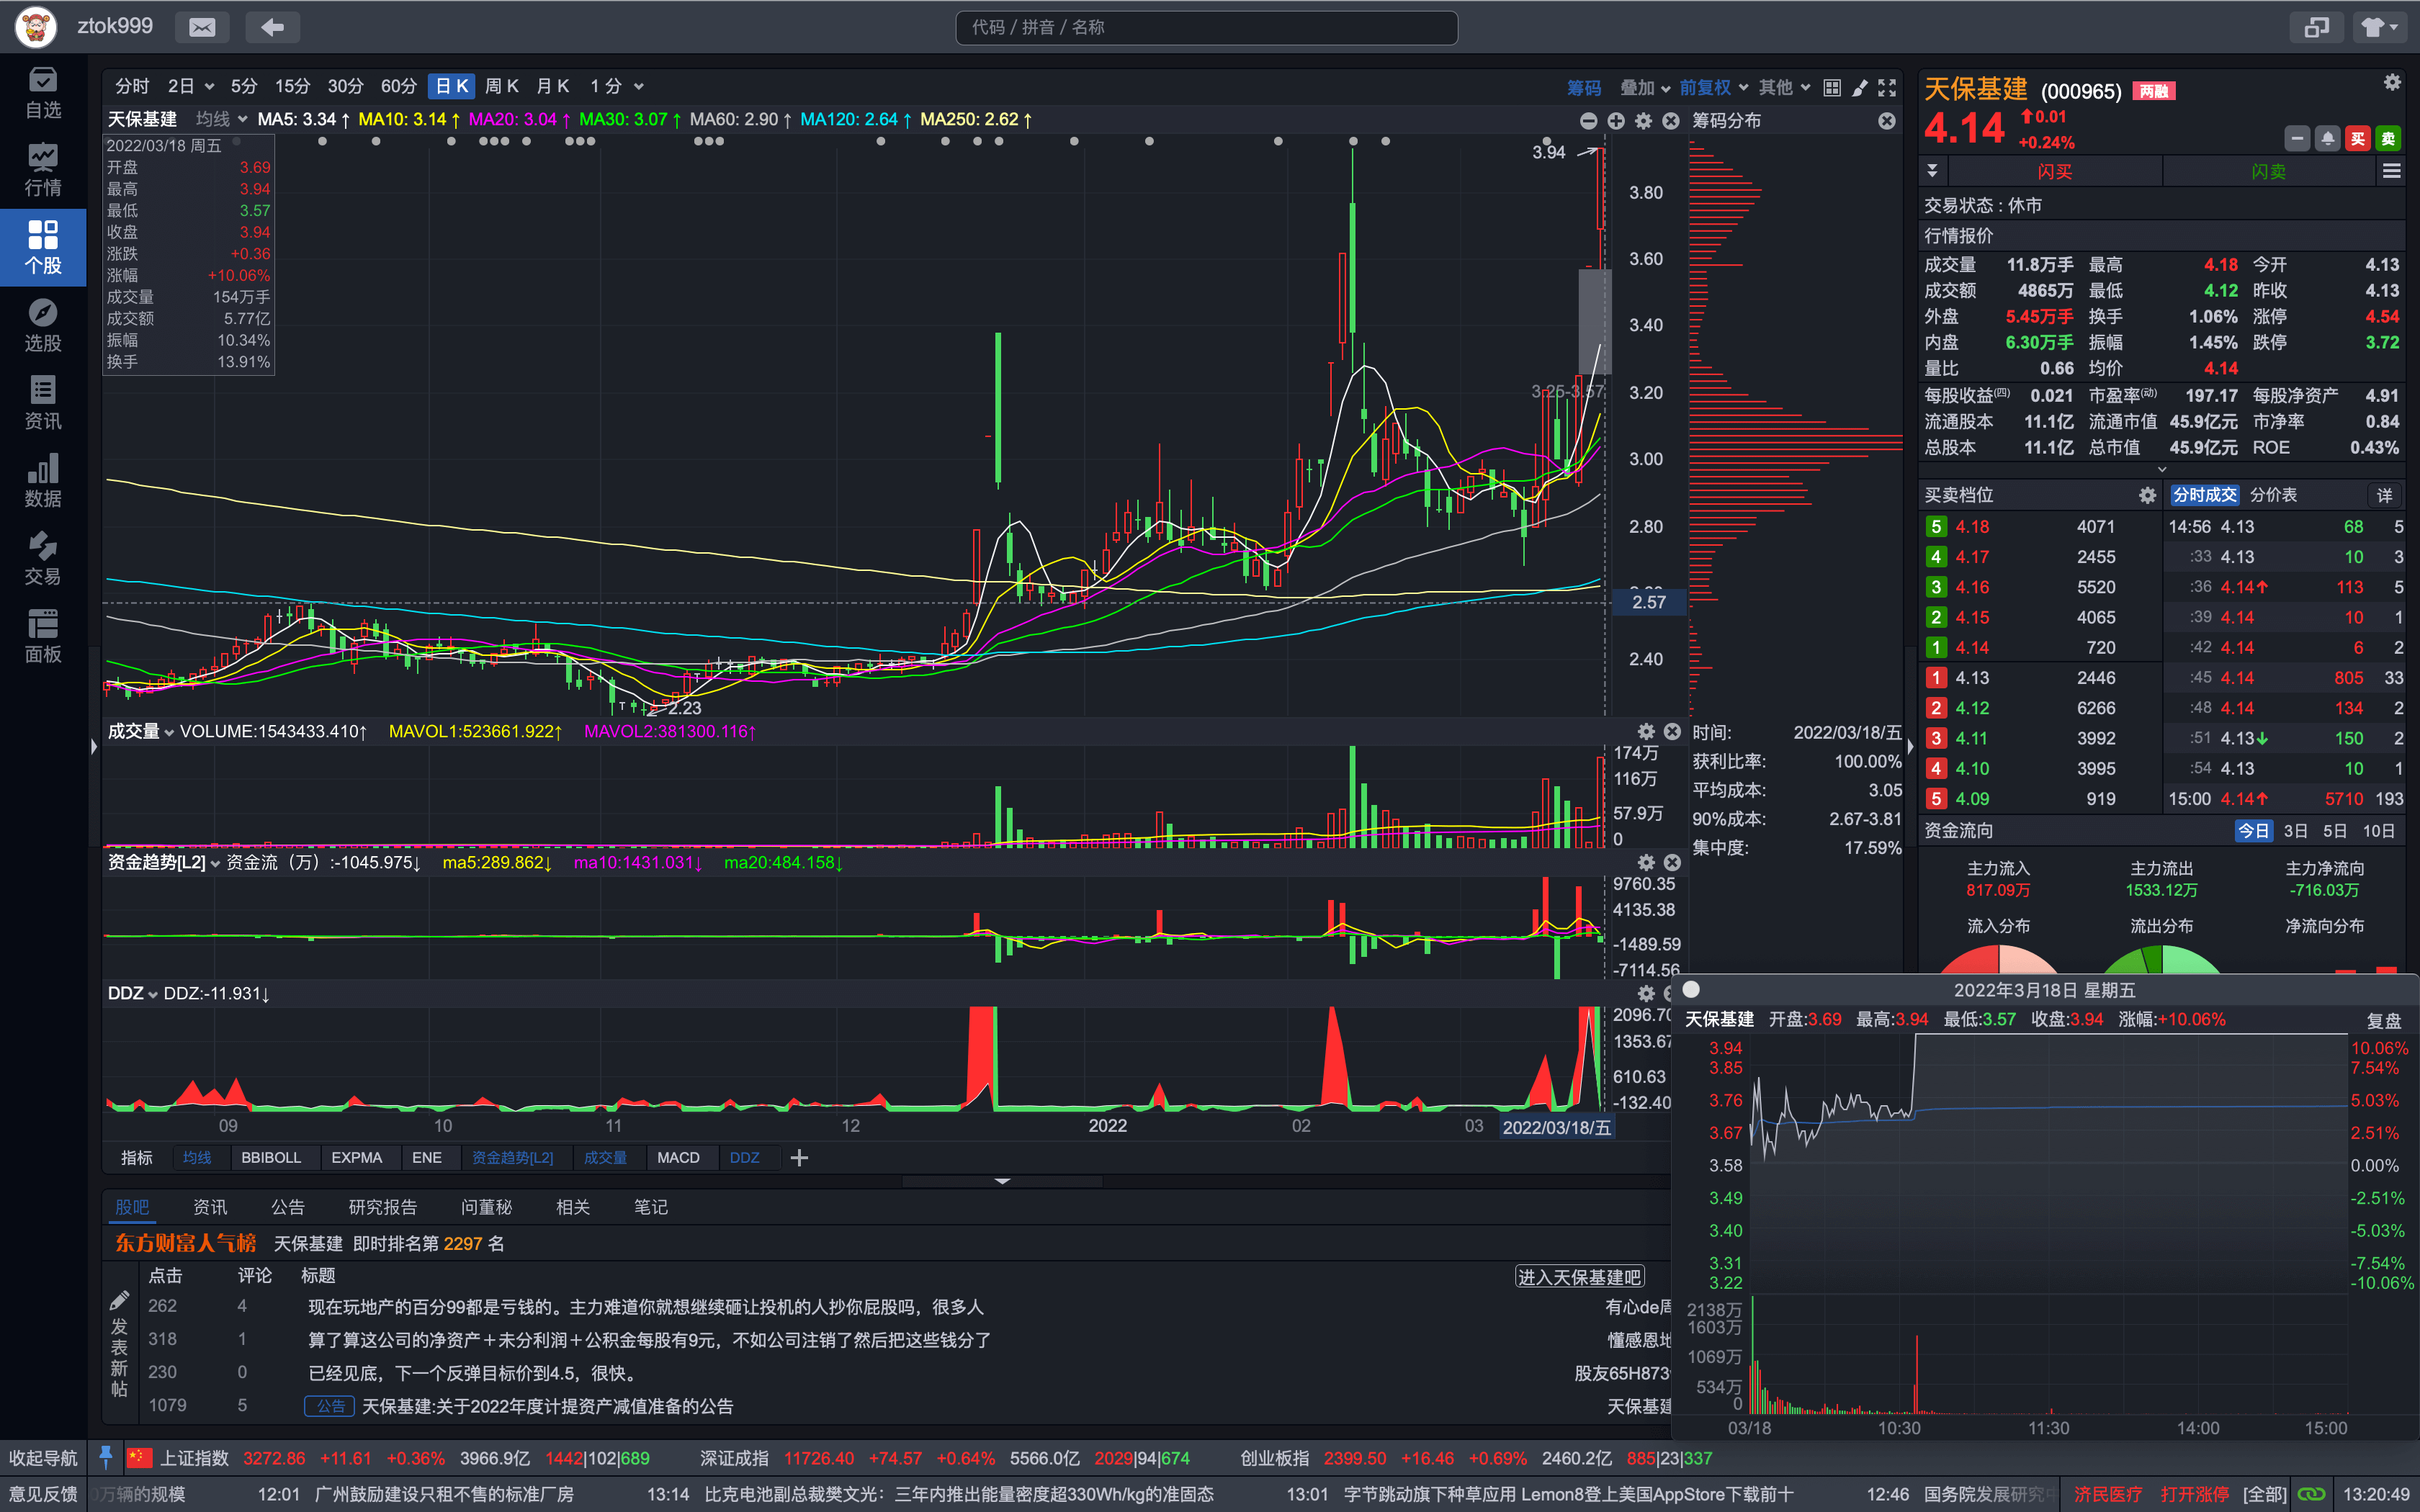 ztok999
代码 / 拼音 / 名称
自选
行情
个股
选股
资讯
数据
交易
面板
分时 2日 5分 15分 30分 60分 日K 周K 月K 1分
筹码 叠加 前复权 其他
天保基建 均线 MA5: 3.34↑ MA10: 3.14↑ MA20: 3.04↑ MA30: 3.07↑ MA60: 2.90↑ MA120: 2.64↑ MA250: 2.62↑
筹码分布
2022/03/18 周五
开盘 3.69
最高 3.94
最低 3.57
收盘 3.94
涨跌 +0.36
涨幅 +10.06%
成交量 154万手
成交额 5.77亿
振幅 10.34%
换手 13.91%
3.94
3.80
3.60
3.40
3.20
3.00
2.80
2.57
2.40
3.25-3.57
2.23
成交量 VOLUME:1543433.410↑ MAVOL1:523661.922↑ MAVOL2:381300.116↑
174万
116万
57.9万
0
资金趋势[L2] 资金流（万）:-1045.975↓ ma5:289.862↓ ma10:1431.031↓ ma20:484.158↓
9760.35
4135.38
-1489.59
-7114.56
DDZ DDZ:-11.931↓
2096.70
1353.67
610.63
-132.40
09 10 11 12 2022 02 03 2022/03/18/五
时间: 2022/03/18/五
获利比率: 100.00%
平均成本: 3.05
90%成本: 2.67-3.81
集中度: 17.59%
指标 均线 BBIBOLL EXPMA ENE 资金趋势[L2] 成交量 MACD DDZ
股吧 资讯 公告 研究报告 问董秘 相关 笔记
东方财富人气榜 天保基建 即时排名第 2297 名
点击 评论 标题 进入天保基建吧
262 4 现在玩地产的百分99都是亏钱的。主力难道你就想继续砸让投机的人抄你屁股吗，很多人 有心de
318 1 算了算这公司的净资产＋未分利润＋公积金每股有9元，不如公司注销了然后把这些钱分了 懂感恩
230 0 已经见底，下一个反弹目标价到4.5，很快。 股友65H873
1079 5 公告 天保基建:关于2022年度计提资产减值准备的公告 天保基建
发表新帖
天保基建 (000965) 两融
4.14 0.01
+0.24%
买 卖
闪买 闪卖
交易状态 : 休市
行情报价
成交量 11.8万手 最高 4.18 今开 4.13
成交额 4865万 最低 4.12 昨收 4.13
外盘 5.45万手 换手 1.06% 涨停 4.54
内盘 6.30万手 振幅 1.45% 跌停 3.72
量比 0.66 均价 4.14
每股收益(四) 0.021 市盈率(动) 197.17 每股净资产 4.91
流通股本 11.1亿 流通市值 45.9亿元 市净率 0.84
总股本 11.1亿 总市值 45.9亿元 ROE 0.43%
买卖档位 分时成交 分价表 详
5 4.18 4071 14:56 4.13 68 5
4 4.17 2455 :33 4.13 10 3
3 4.16 5520 :36 4.14↑ 113 5
2 4.15 4065 :39 4.14 10 1
1 4.14 720 :42 4.14 6 2
1 4.13 2446 :45 4.14 805 33
2 4.12 6266 :48 4.14 134 2
3 4.11 3992 :51 4.13↓ 150 2
4 4.10 3995 :54 4.13 10 1
5 4.09 919 15:00 4.14↑ 5710 193
资金流向 今日 3日 5日 10日
主力流入 主力流出 主力净流向
817.09万 1533.12万 -716.03万
流入分布 流出分布 净流向分布
2022年3月18日 星期五
天保基建 开盘:3.69 最高:3.94 最低:3.57 收盘:3.94 涨幅:+10.06% 复盘
3.94 10.06%
3.85 7.54%
3.76 5.03%
3.67 2.51%
3.58 0.00%
3.49 -2.51%
3.40 -5.03%
3.31 -7.54%
3.22 -10.06%
2138万
1603万
1069万
534万
0
03/18 10:30 11:30 14:00 15:00
收起导航 上证指数 3272.86 +11.61 +0.36% 3966.9亿 1442|102|689 深证成指 11726.40 +74.57 +0.64% 5566.0亿 2029|94|674 创业板指 2399.50 +16.46 +0.69% 2460.2亿 885|23|337
意见反馈 0万辆的规模 12:01 广州鼓励建设只租不售的标准厂房 13:14 比克电池副总裁樊文光：三年内推出能量密度超330Wh/kg的准固态 13:01 字节跳动旗下种草应用 Lemon8登上美国AppStore下载前十 12:46 国务院发展研究 济民医疗 打开涨停 [全部] 13:20:49